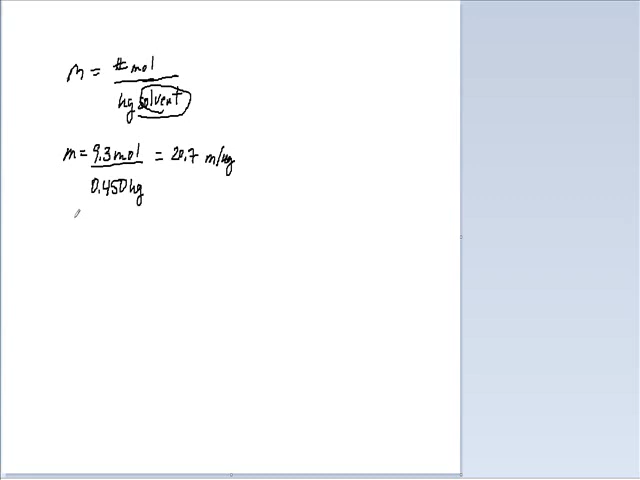 m = # mol
kg solvent
m = 9.3 mol = 20.7 m/kg
0.450 kg